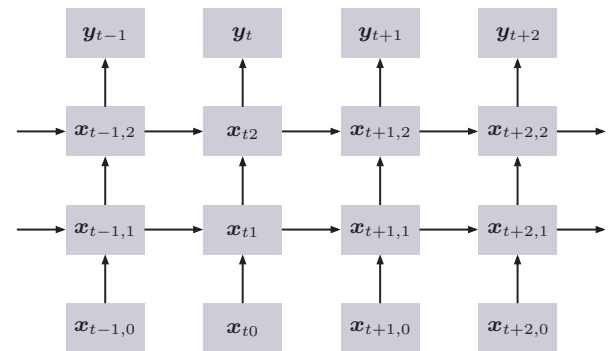 y_{t−1} y_t y_{t+1} y_{t+2}
x_{t−1,2} x_{t2} x_{t+1,2} x_{t+2,2}
x_{t−1,1} x_{t1} x_{t+1,1} x_{t+2,1}
x_{t−1,0} x_{t0} x_{t+1,0} x_{t+2,0}